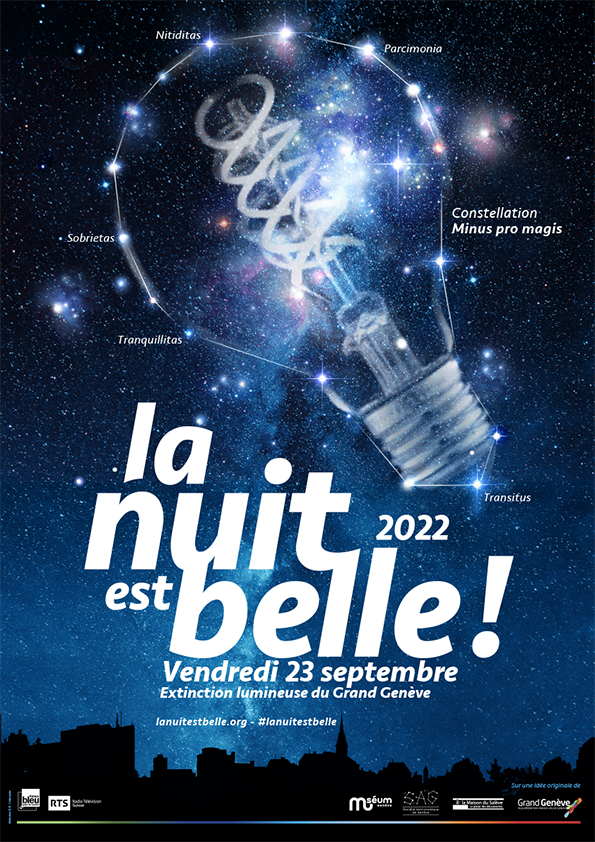 Nitiditas
Parcimonia
Constellation
Minus pro magis
Sobrietas
Tranquillitas
Transitus
la
nuit
2022
est belle !
Vendredi 23 septembre
Extinction lumineuse du Grand Genève
lanuitestbelle.org - #lanuitestbelle
Sur une idée originale de
bleu
RTS Radio Télévision
Suisse
muséum
genève
SAG
la Maison du Salève
Grand Genève